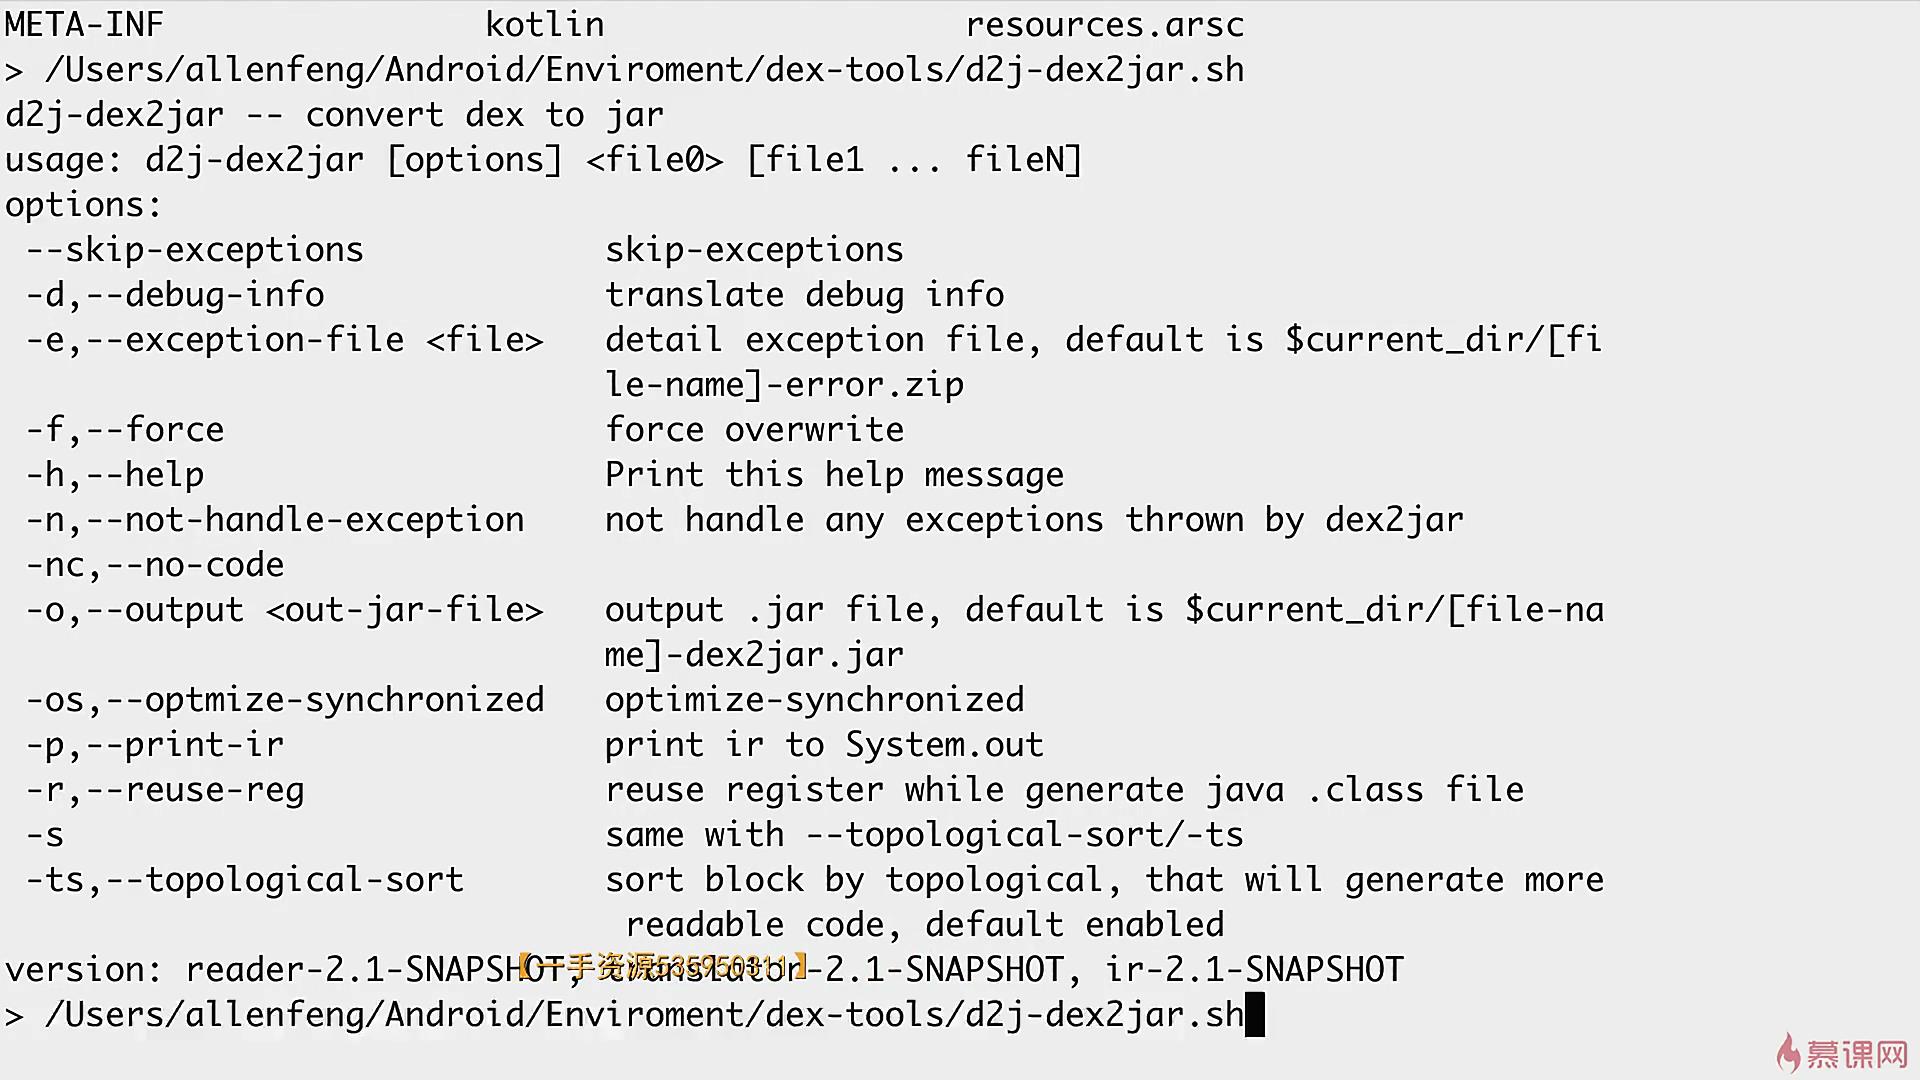 META-INF kotlin resources.arsc
> /Users/allenfeng/Android/Enviroment/dex-tools/d2j-dex2jar.sh
d2j-dex2jar -- convert dex to jar
usage: d2j-dex2jar [options] <file0> [file1 ... fileN]
options:
--skip-exceptions skip-exceptions
-d,--debug-info translate debug info
-e,--exception-file <file> detail exception file, default is $current_dir/[fi
le-name]-error.zip
-f,--force force overwrite
-h,--help Print this help message
-n,--not-handle-exception not handle any exceptions thrown by dex2jar
-nc,--no-code
-o,--output <out-jar-file> output .jar file, default is $current_dir/[file-na
me]-dex2jar.jar
-os,--optmize-synchronized optimize-synchronized
-p,--print-ir print ir to System.out
-r,--reuse-reg reuse register while generate java .class file
-s same with --topological-sort/-ts
-ts,--topological-sort sort block by topological, that will generate more
readable code, default enabled
version: reader-2.1-SNAPSHOT, translator-2.1-SNAPSHOT, ir-2.1-SNAPSHOT
【一手资源535950311】
> /Users/allenfeng/Android/Enviroment/dex-tools/d2j-dex2jar.sh
慕课网